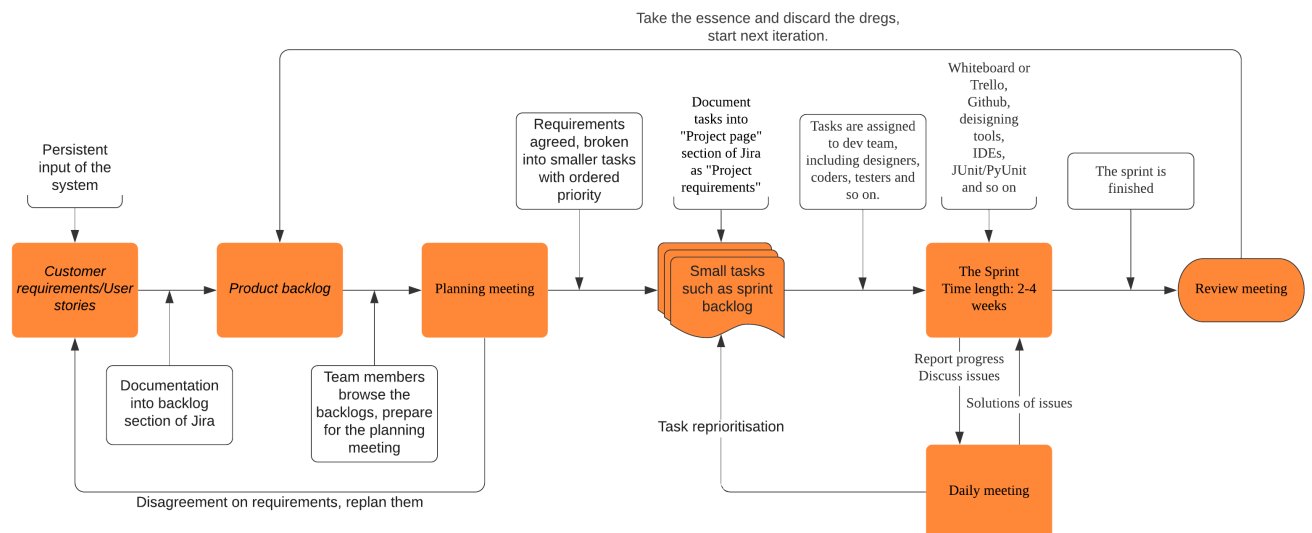 Take the essence and discard the dregs,
start next iteration.
Persistent
input of the
system
Requirements
agreed, broken
into smaller tasks
with ordered
priority
Document
tasks into
"Project page"
section of Jira
as "Project
requirements"
Tasks are assigned
to dev team,
including designers,
coders, testers and
so on.
Whiteboard or
Trello,
Github,
deisigning
tools,
IDEs,
JUnit/PyUnit
and so on
The sprint is
finished
Customer
requirements/User
stories
Product backlog
Planning meeting
Small tasks
such as sprint
backlog
The Sprint
Time length: 2-4
weeks
Review meeting
Documentation
into backlog
section of Jira
Team members
browse the
backlogs, prepare
for the planning
meeting
Report progress
Discuss issues
Solutions of issues
Task reprioritisation
Daily meeting
Disagreement on requirements, replan them